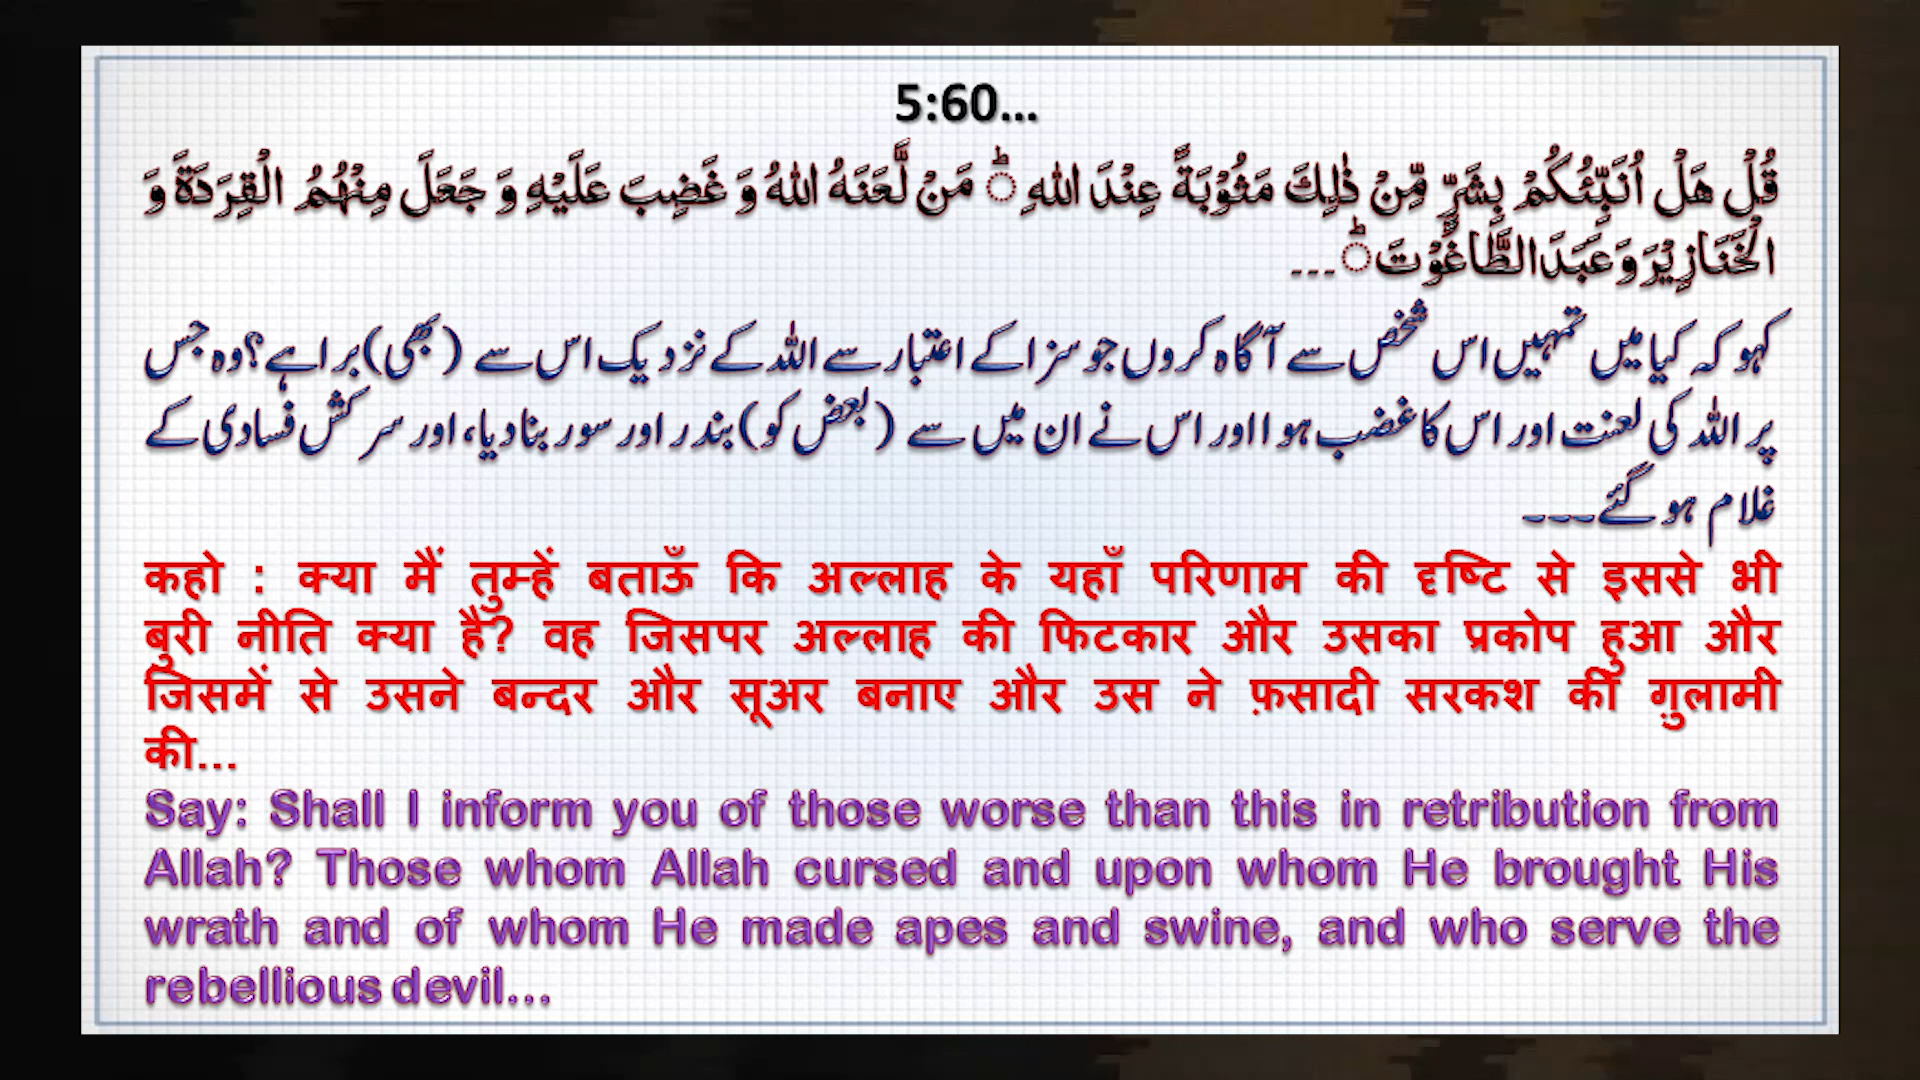 5:60...
قُلْ هَلْ اُنَبِّئُكُمْ بِشَرٍّ مِّنْ ذٰلِكَ مَثُوْبَةً عِنْدَ اللهِ ؕ مَنْ لَّعَنَهُ اللهُ وَ غَضِبَ عَلَيْهِ وَ جَعَلَ مِنْهُمُ الْقِرَدَةَ وَ
الْخَنَازِيْرَ وَعَبَدَ الطَّاغُوْتَ ؕ...
کہو کہ کیا میں تمہیں اس شخص سے آگاہ کروں جو سزا کے اعتبار سے اللہ کے نزدیک اس سے (بھی) برا ہے؟ وہ جس
پر اللہ کی لعنت اور اس کا غضب ہوا اور اس نے ان میں سے (بعض کو) بندر اور سور بنا دیا، اور سرکش فسادی کے
غلام ہو گئے---
कहो : क्या मैं तुम्हें बताऊँ कि अल्लाह के यहाँ परिणाम की दृष्टि से इससे भी
बुरी नीति क्या है? वह जिसपर अल्लाह की फिटकार और उसका प्रकोप हुआ और
जिसमें से उसने बन्दर और सूअर बनाए और उस ने फ़सादी सरकश की ग़ुलामी
की...
Say: Shall I inform you of those worse than this in retribution from
Allah? Those whom Allah cursed and upon whom He brought His
wrath and of whom He made apes and swine, and who serve the
rebellious devil...